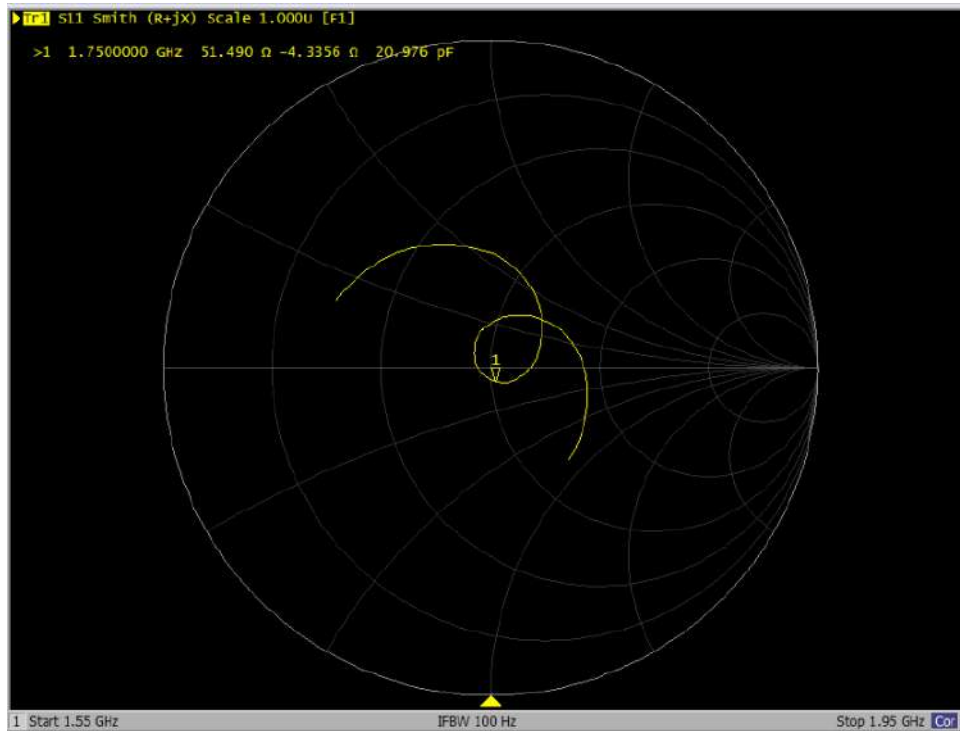 Tr1 S11 Smith (R+jX) Scale 1.000U [F1]
>1 1.7500000 GHz 51.490 Ω -4.3356 Ω 20.976 pF
1
1 Start 1.55 GHz IFBW 100 Hz Stop 1.95 GHz Cor